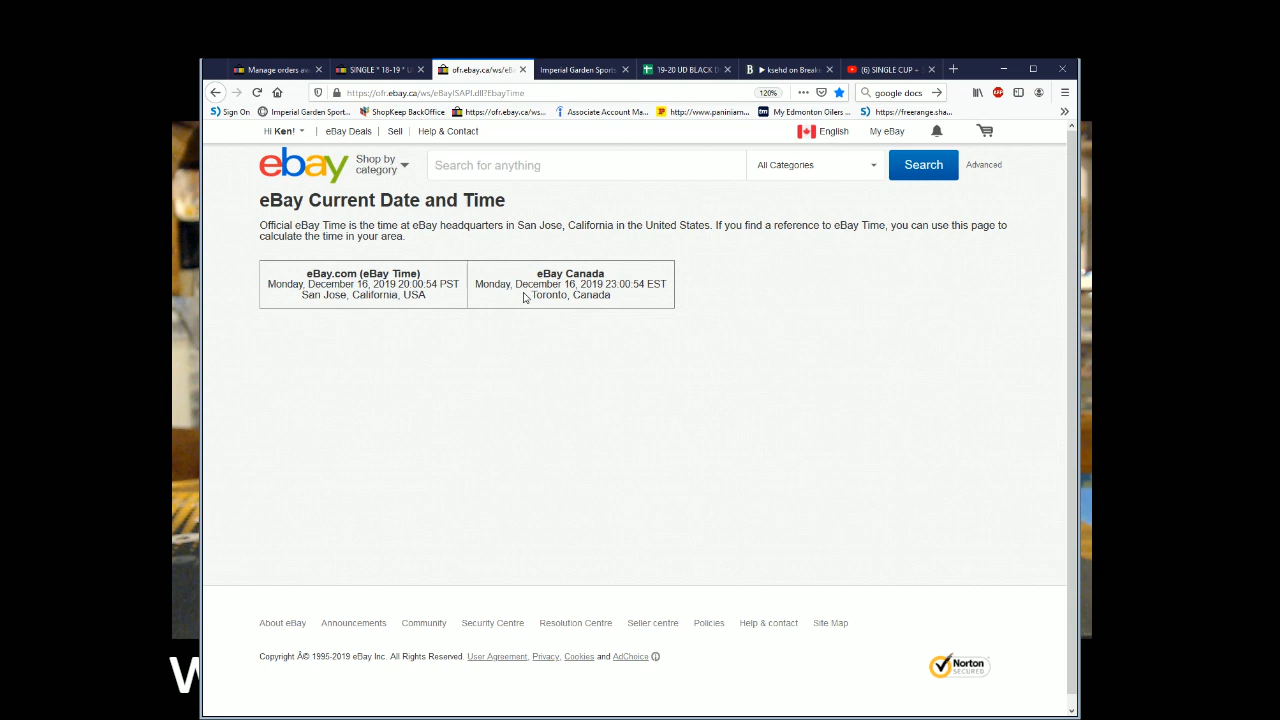 Manage orders aw
SINGLE * 18-19 * U
ofr.ebay.ca/ws/eBa
Imperial Garden Sports
19-20 UD BLACK D
ksehd on Break
(6) SINGLE CUP -
https://ofr.ebay.ca/ws/eBayISAPI.dll?EbayTime
120%
google docs
Sign On
Imperial Garden Sport...
ShopKeep BackOffice
https://ofr.ebay.ca/ws...
Associate Account Ma...
http://www.paniniam...
My Edmonton Oilers ...
https://freerange.sha...
Hi Ken!
eBay Deals
Sell
Help & Contact
English
My eBay
ebay
Shop by
category
Search for anything
All Categories
Search
Advanced
eBay Current Date and Time
Official eBay Time is the time at eBay headquarters in San Jose, California in the United States. If you find a reference to eBay Time, you can use this page to
calculate the time in your area.
eBay.com (eBay Time)
Monday, December 16, 2019 20:00:54 PST
San Jose, California, USA
eBay Canada
Monday, December 16, 2019 23:00:54 EST
Toronto, Canada
About eBay
Announcements
Community
Security Centre
Resolution Centre
Seller centre
Policies
Help & contact
Site Map
Copyright Â© 1995-2019 eBay Inc. All Rights Reserved. User Agreement, Privacy, Cookies and AdChoice
Norton
SECURED
W